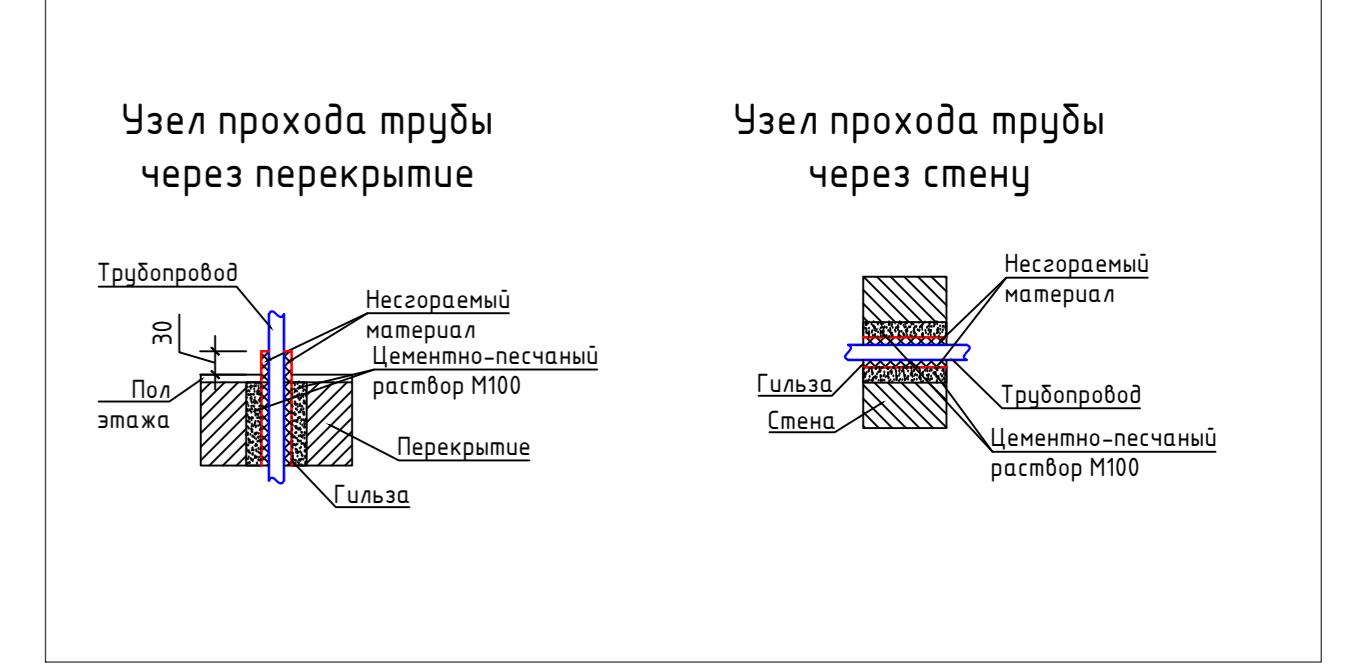 Узел прохода трубы
через перекрытие
Трубопровод
30
Несгораемый
материал
Цементно-песчаный
раствор М100
Пол
этажа
Перекрытие
Гильза
Узел прохода трубы
через стену
Несгораемый
материал
Гильза
Стена
Трубопровод
Цементно-песчаный
раствор М100